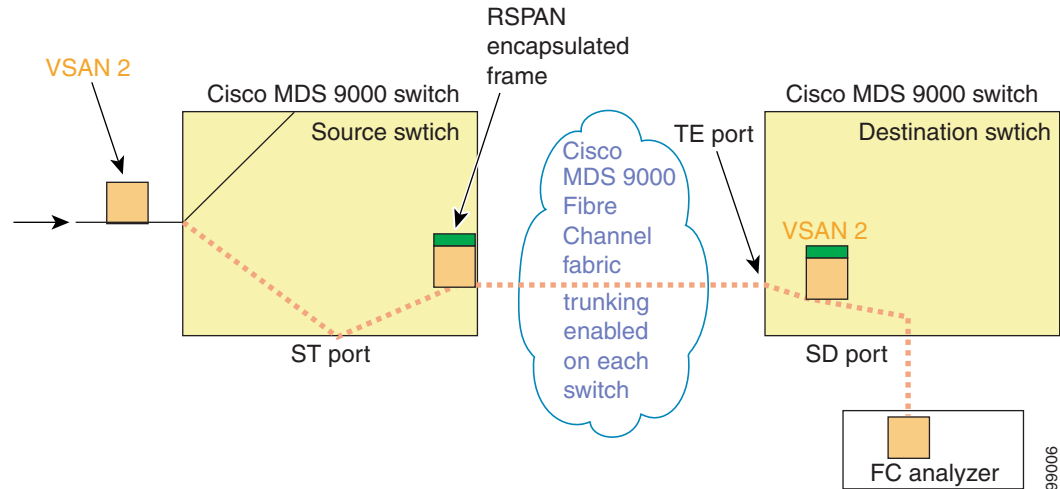 RSPAN
encapsulated
frame
VSAN 2
Cisco MDS 9000 switch
Source swtich
ST port
Cisco
MDS 9000
Fibre
Channel
fabric
trunking
enabled
on each
switch
TE port
Cisco MDS 9000 switch
Destination swtich
VSAN 2
SD port
FC analyzer
99006